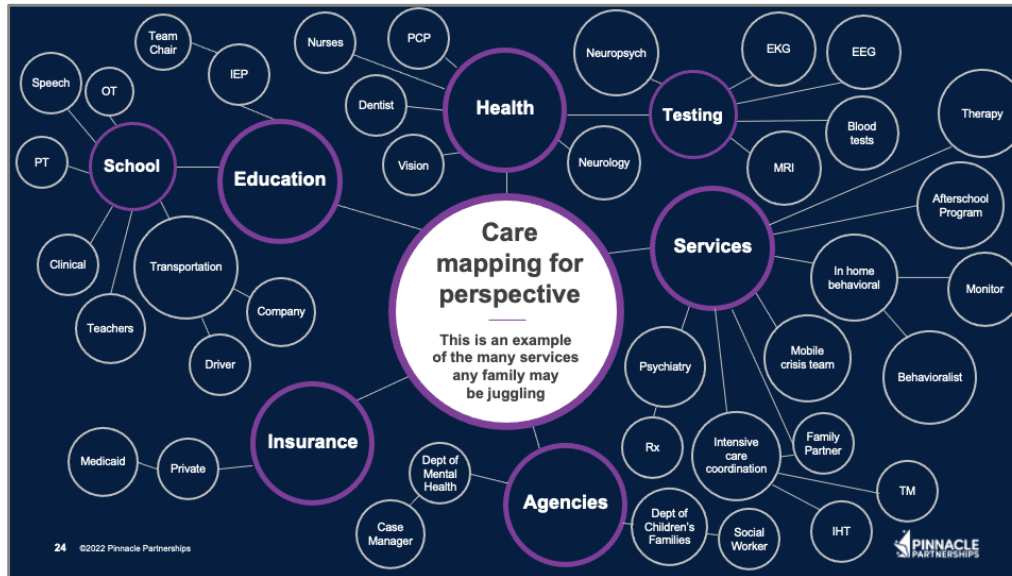 Team
Chair
IEP
Speech
OT
School
PT
Education
Clinical
Transportation
Teachers
Company
Driver
Nurses
PCP
Health
Dentist
Vision
Neurology
Neuropsych
EKG
EEG
Testing
Blood
tests
MRI
Care
mapping for
perspective
This is an example
of the many services
any family may
be juggling
Services
Therapy
Afterschool
Program
In home
behavioral
Monitor
Behavioralist
Mobile
crisis team
Psychiatry
Rx
Intensive
care
coordination
Family
Partner
TM
IHT
Insurance
Medicaid
Private
Agencies
Dept of
Mental
Health
Case
Manager
Dept of
Children's
Families
Social
Worker
24 ©2022 Pinnacle Partnerships
PINNACLE
PARTNERSHIPS